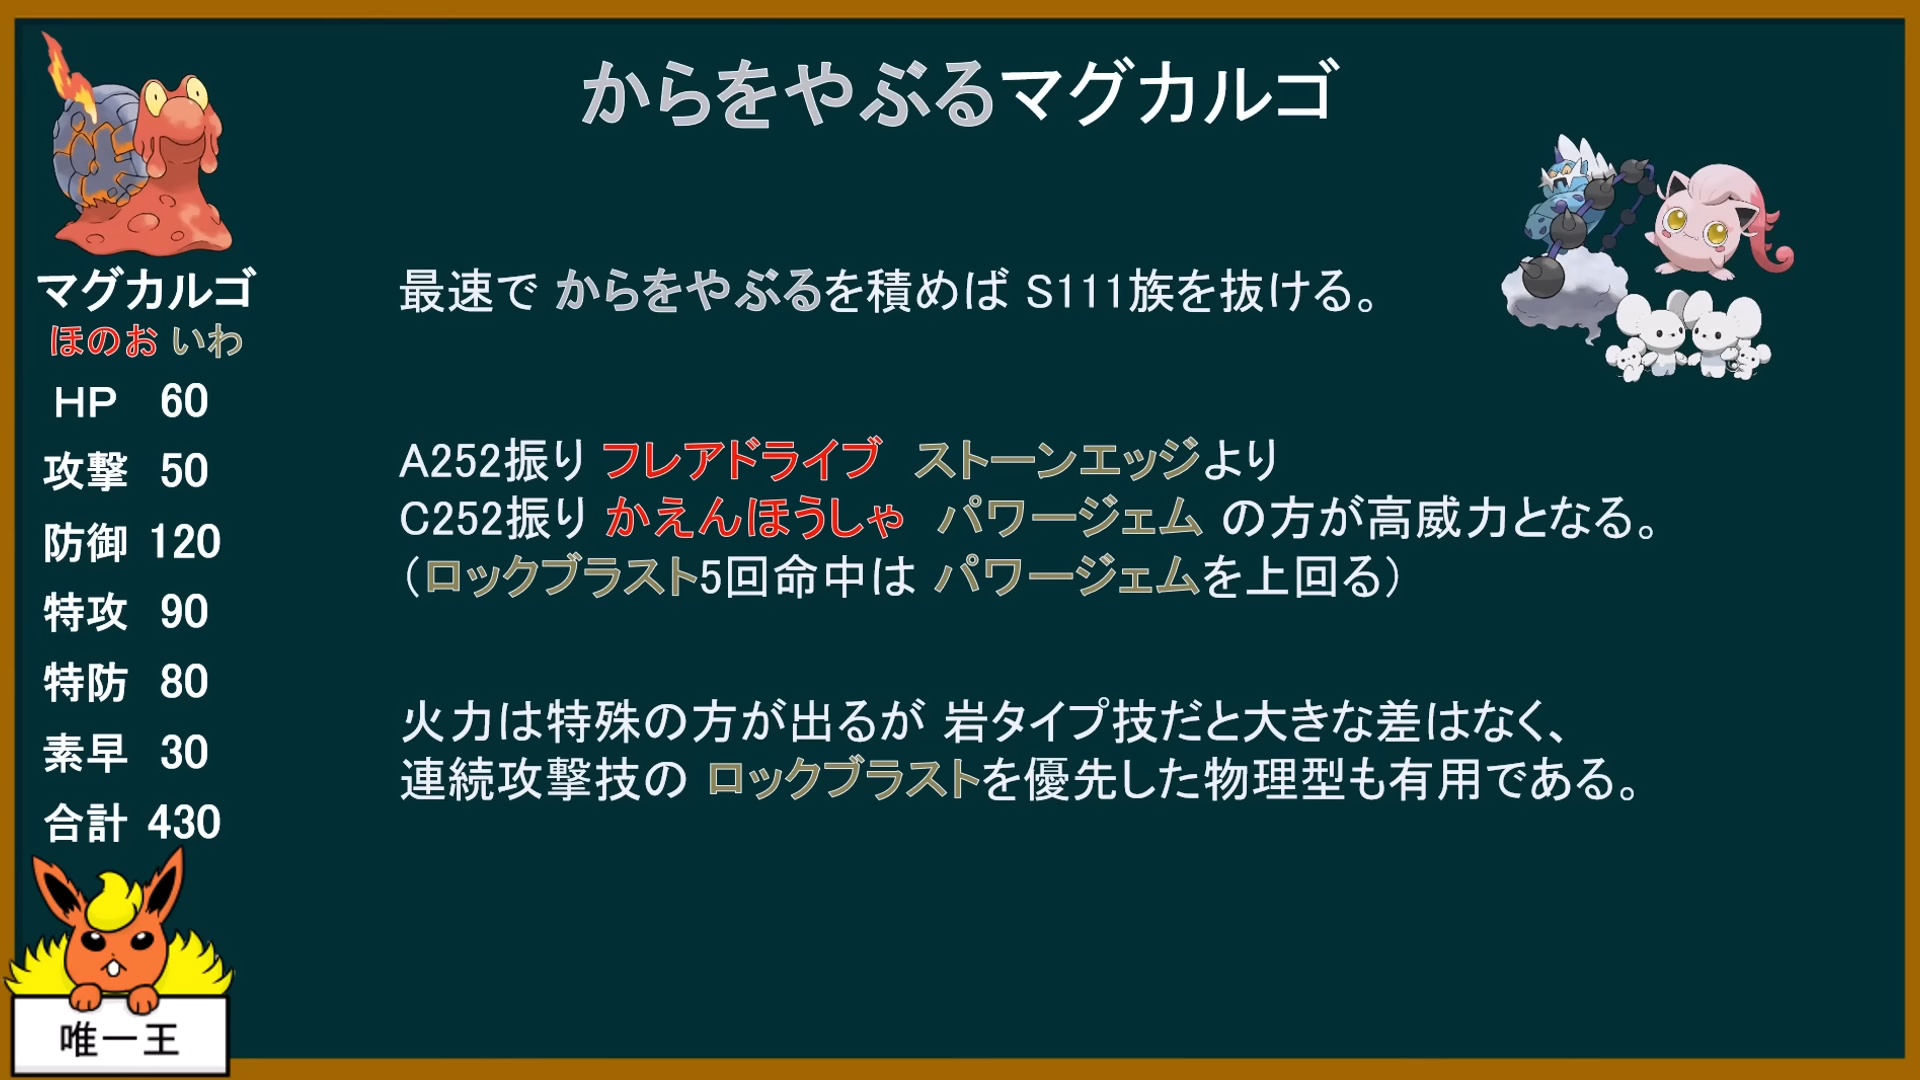 からをやぶるマグカルゴ
マグカルゴ
ほのお いわ
HP 60
攻撃 50
防御 120
特攻 90
特防 80
素早 30
合計 430
唯一王
最速で からをやぶるを積めば S111族を抜ける。
A252振り フレアドライブ ストーンエッジより
C252振り かえんほうしゃ パワージェム の方が高威力となる。
（ロックブラスト5回命中は パワージェムを上回る）
火力は特殊の方が出るが 岩タイプ技だと大きな差はなく、
連続攻撃技の ロックブラストを優先した物理型も有用である。